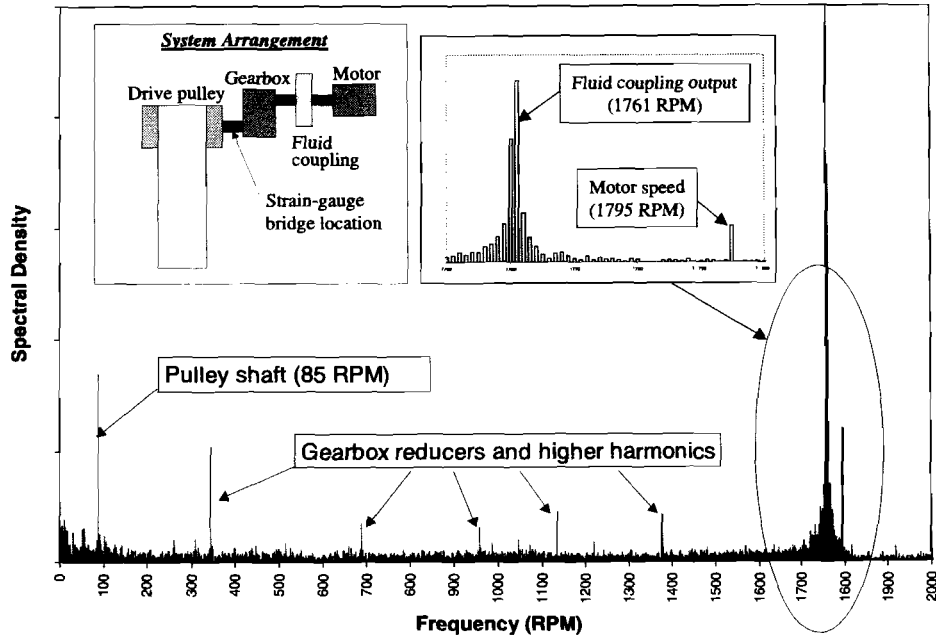 System Arrangement
Gearbox
Motor
Drive pulley
Fluid
coupling
Strain-gauge
bridge location
Fluid coupling output
(1761 RPM)
Motor speed
(1795 RPM)
Spectral Density
Pulley shaft (85 RPM)
Gearbox reducers and higher harmonics
0
100
200
300
400
500
600
700
800
900
1000
1100
1200
1300
1400
1500
1600
1700
1800
1900
2000
Frequency (RPM)